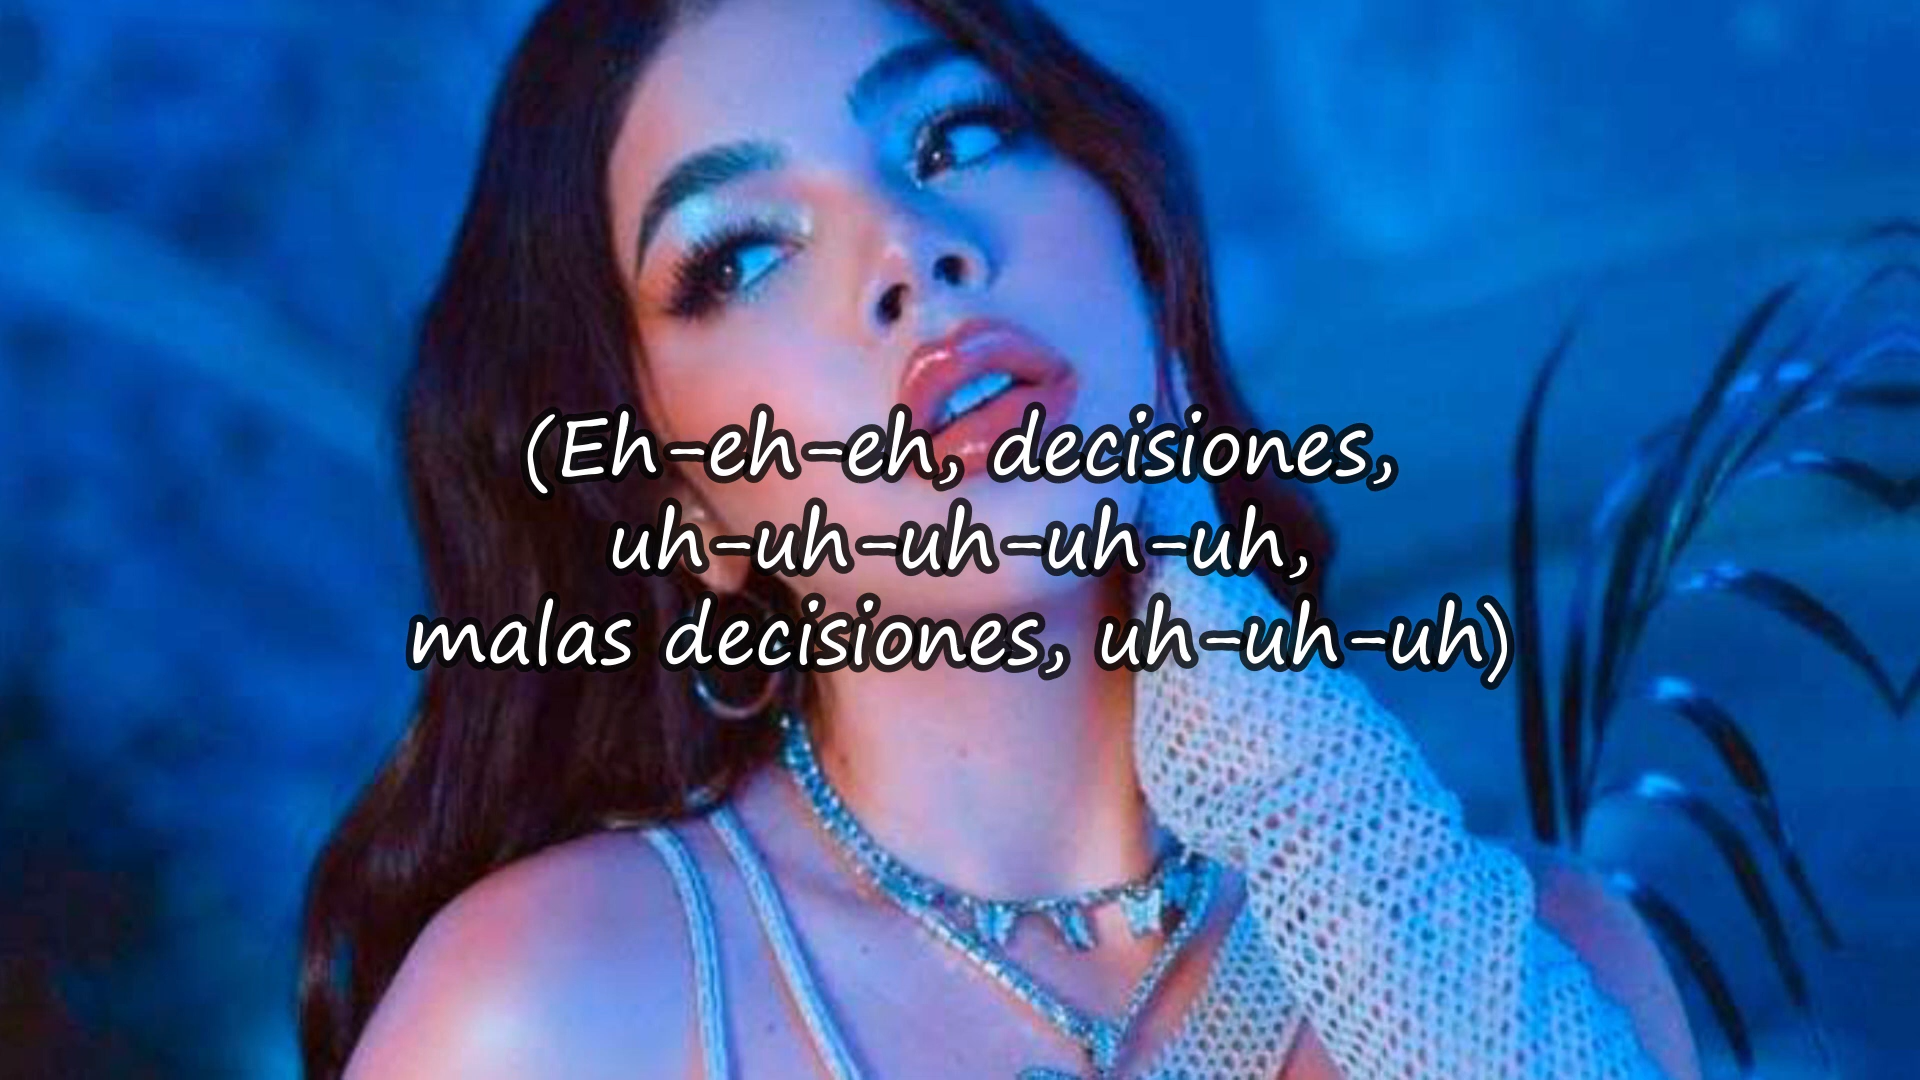 (Eh-eh-eh, decisiones,
uh-uh-uh-uh-uh,
malas decisiones, uh-uh-uh)